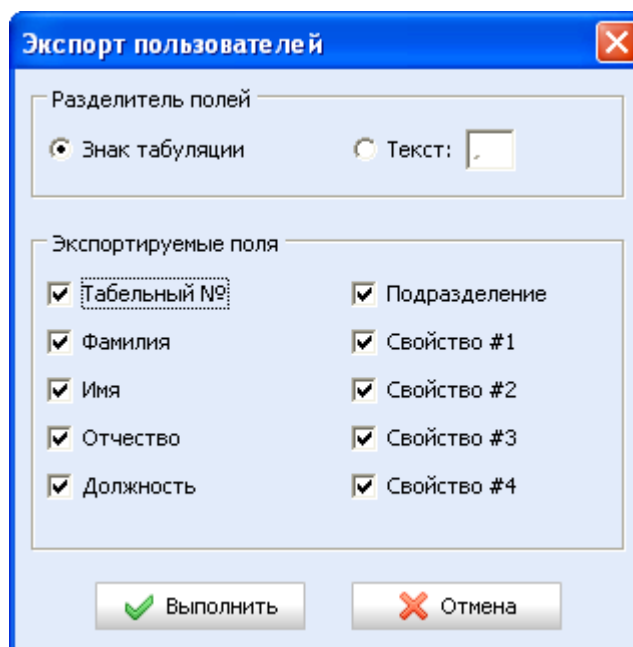 Экспорт пользователей
Разделитель полей
Знак табуляции Текст: ,
Экспортируемые поля
Табельный № Подразделение
Фамилия Свойство #1
Имя Свойство #2
Отчество Свойство #3
Должность Свойство #4
Выполнить Отмена